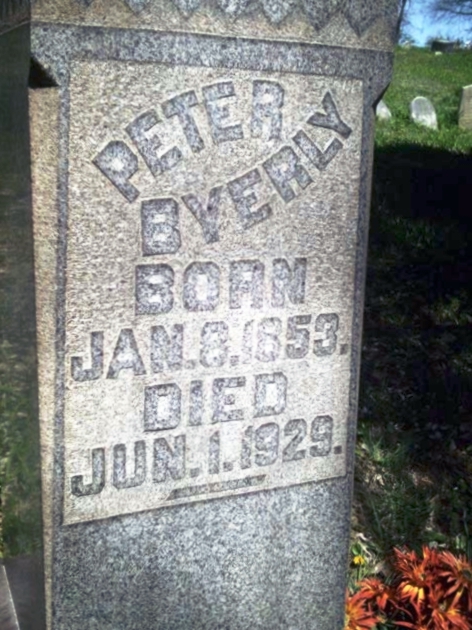 PETER
BYERLY
BORN
JAN. 8. 1853.
DIED
JUN. 1. 1929.